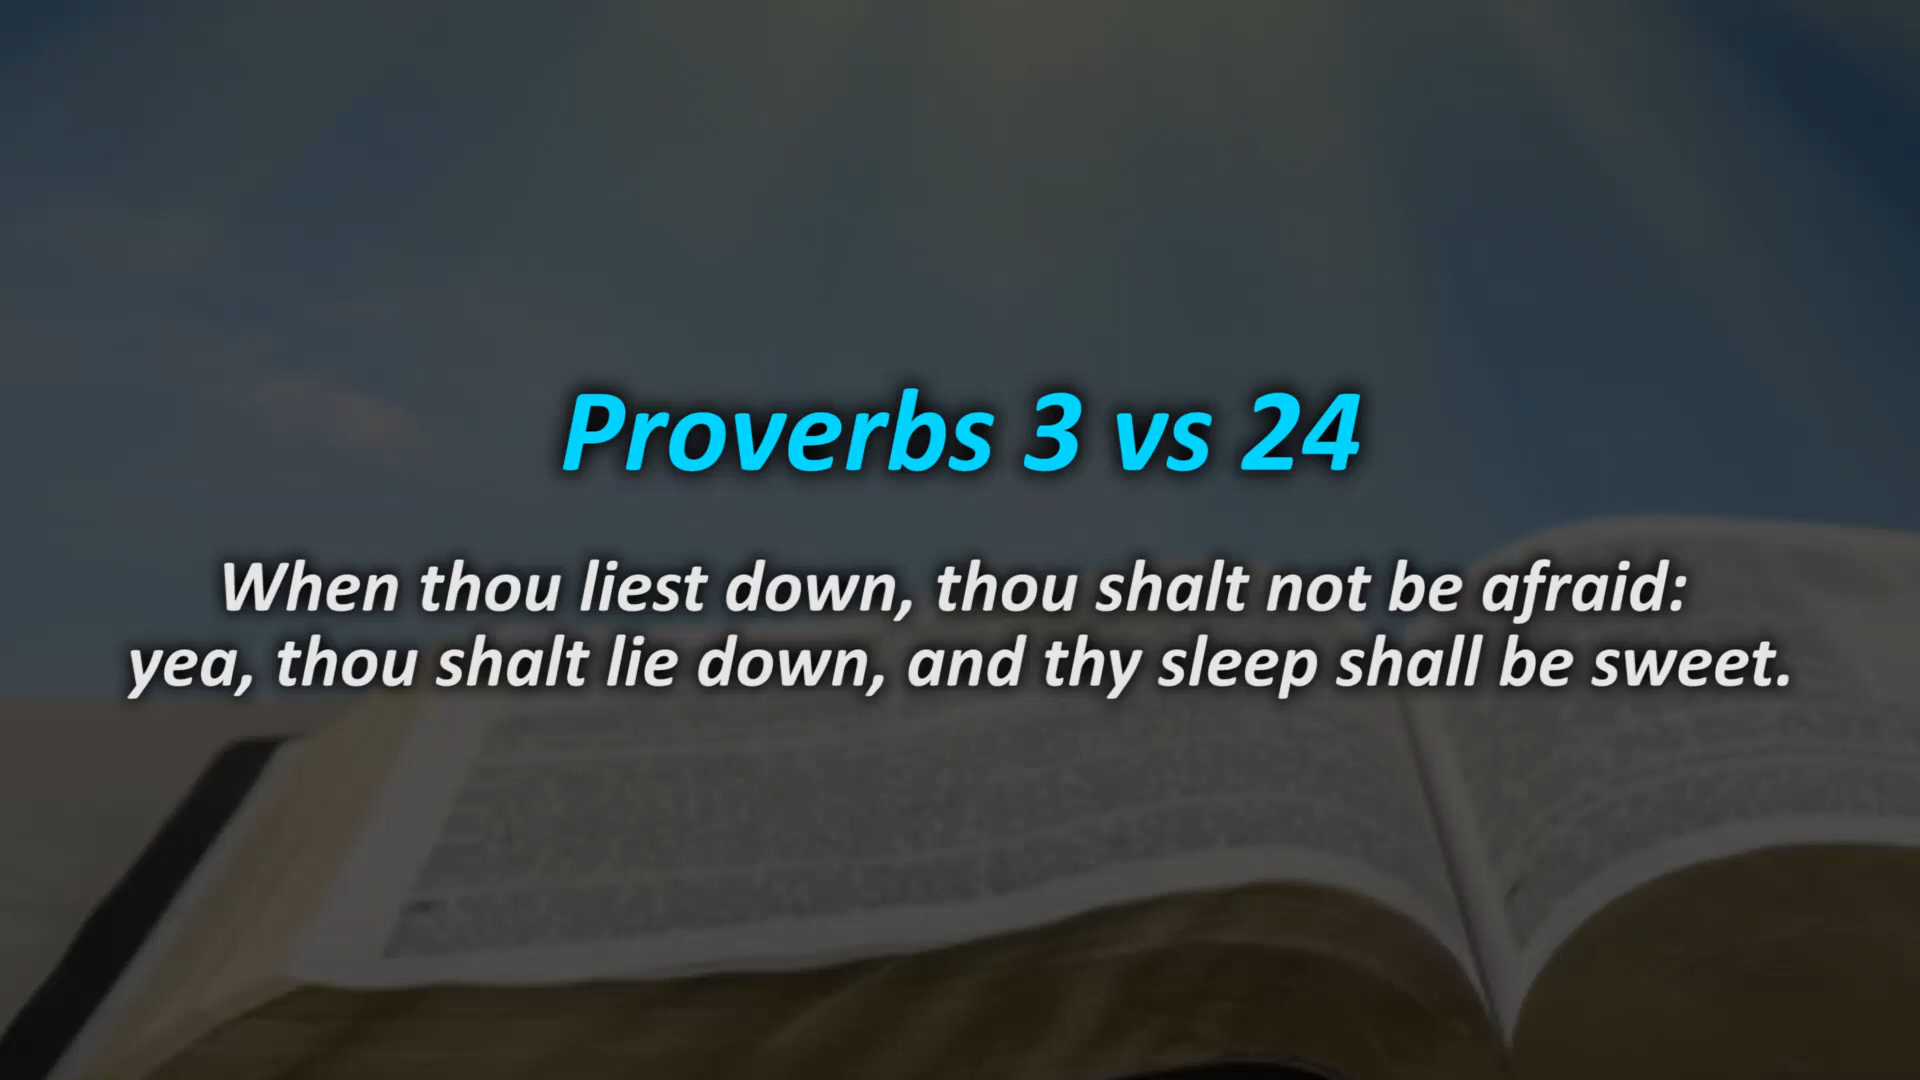 Proverbs 3 vs 24
When thou liest down, thou shalt not be afraid:
yea, thou shalt lie down, and thy sleep shall be sweet.